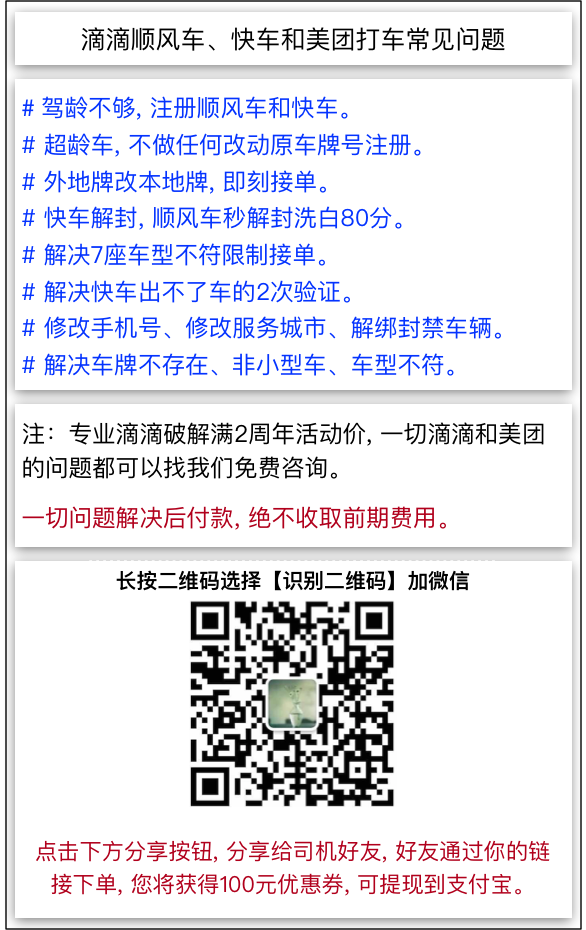 滴滴顺风车、快车和美团打车常见问题
# 驾龄不够, 注册顺风车和快车。
# 超龄车, 不做任何改动原车牌号注册。
# 外地牌改本地牌, 即刻接单。
# 快车解封, 顺风车秒解封洗白80分。
# 解决7座车型不符限制接单。
# 解决快车出不了车的2次验证。
# 修改手机号、修改服务城市、解绑封禁车辆。
# 解决车牌不存在、非小型车、车型不符。
注：专业滴滴破解满2周年活动价, 一切滴滴和美团
的问题都可以找我们免费咨询。
一切问题解决后付款, 绝不收取前期费用。
长按二维码选择【识别二维码】加微信
点击下方分享按钮, 分享给司机好友, 好友通过你的链
接下单, 您将获得100元优惠券, 可提现到支付宝。